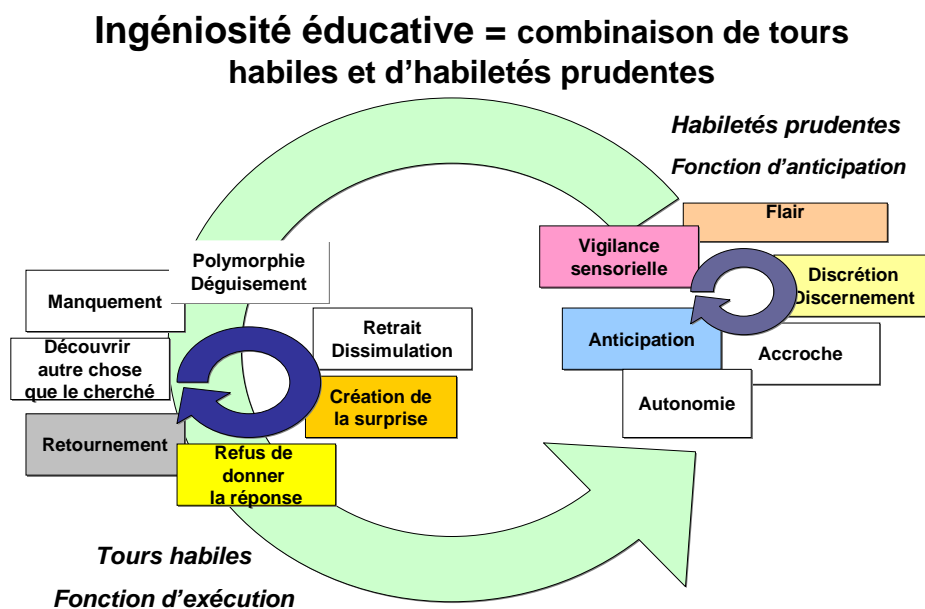 Ingéniosité éducative = combinaison de tours
habiles et d'habiletés prudentes
Habiletés prudentes
Fonction d'anticipation
Flair
Vigilance
sensorielle
Discrétion
Discernement
Anticipation
Accroche
Autonomie
Polymorphie
Déguisement
Manquement
Retrait
Dissimulation
Découvrir
autre chose
que le cherché
Création de
la surprise
Retournement
Refus de
donner
la réponse
Tours habiles
Fonction d'exécution